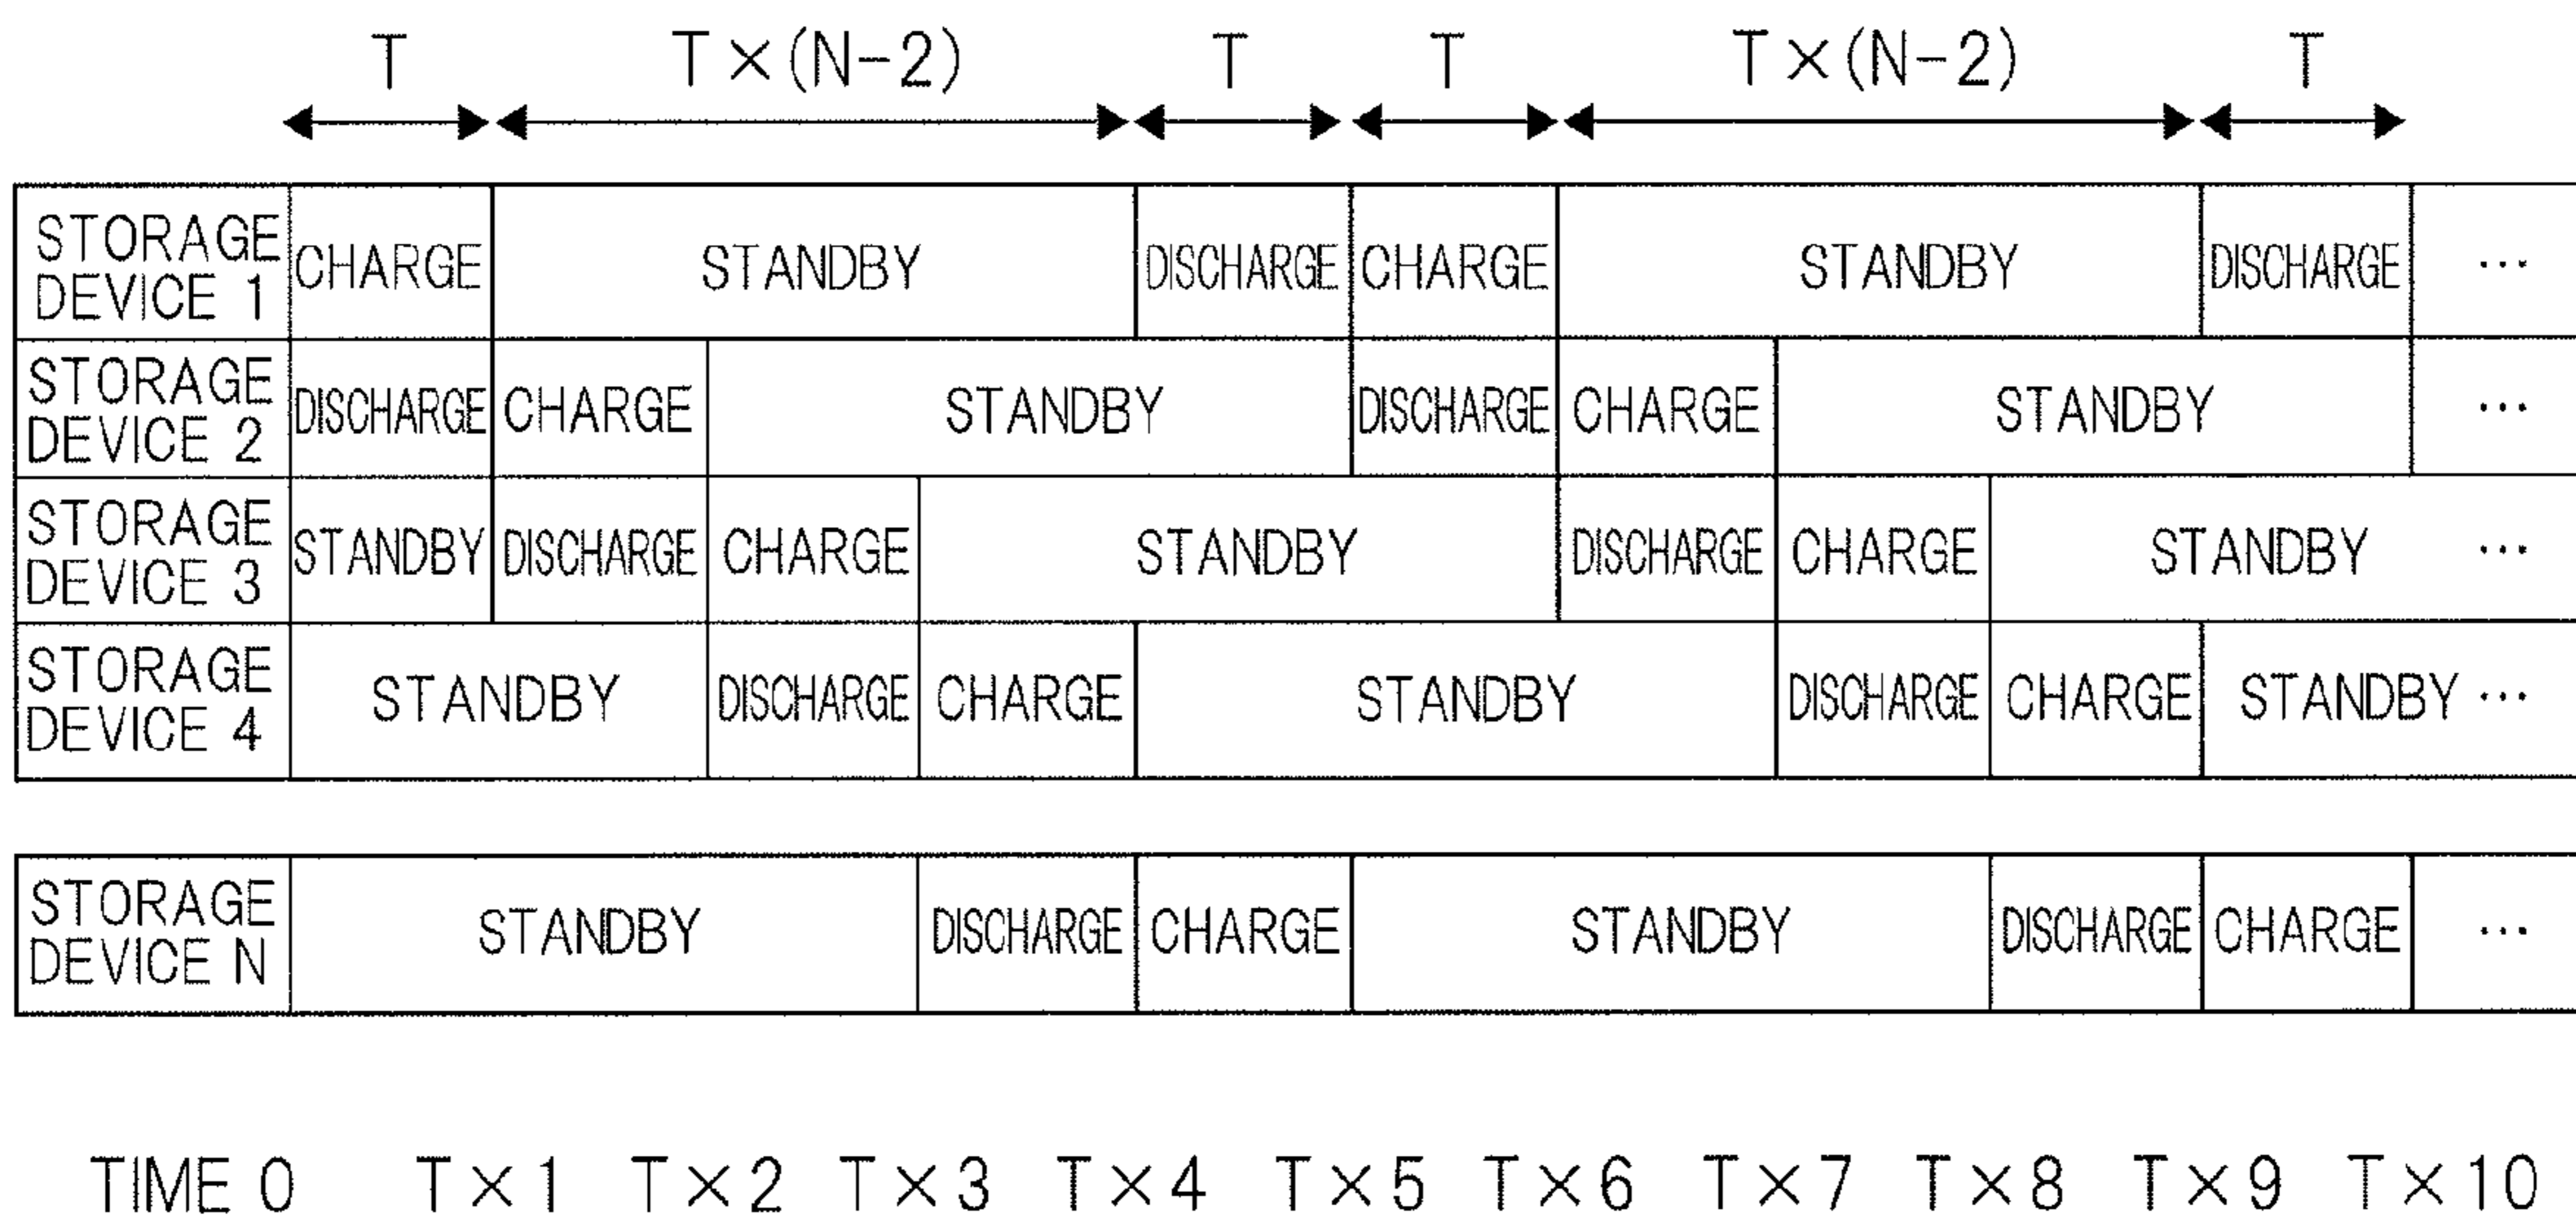 T T×(N-2) T T T×(N-2) T
STORAGE
DEVICE 1
CHARGE STANDBY DISCHARGE CHARGE STANDBY DISCHARGE ...
STORAGE
DEVICE 2
DISCHARGE CHARGE STANDBY DISCHARGE CHARGE STANDBY ...
STORAGE
DEVICE 3
STANDBY DISCHARGE CHARGE STANDBY DISCHARGE CHARGE STANDBY ...
STORAGE
DEVICE 4
STANDBY DISCHARGE CHARGE STANDBY DISCHARGE CHARGE STANDBY ...
STORAGE
DEVICE N
STANDBY DISCHARGE CHARGE STANDBY DISCHARGE CHARGE ...
TIME 0 T×1 T×2 T×3 T×4 T×5 T×6 T×7 T×8 T×9 T×10